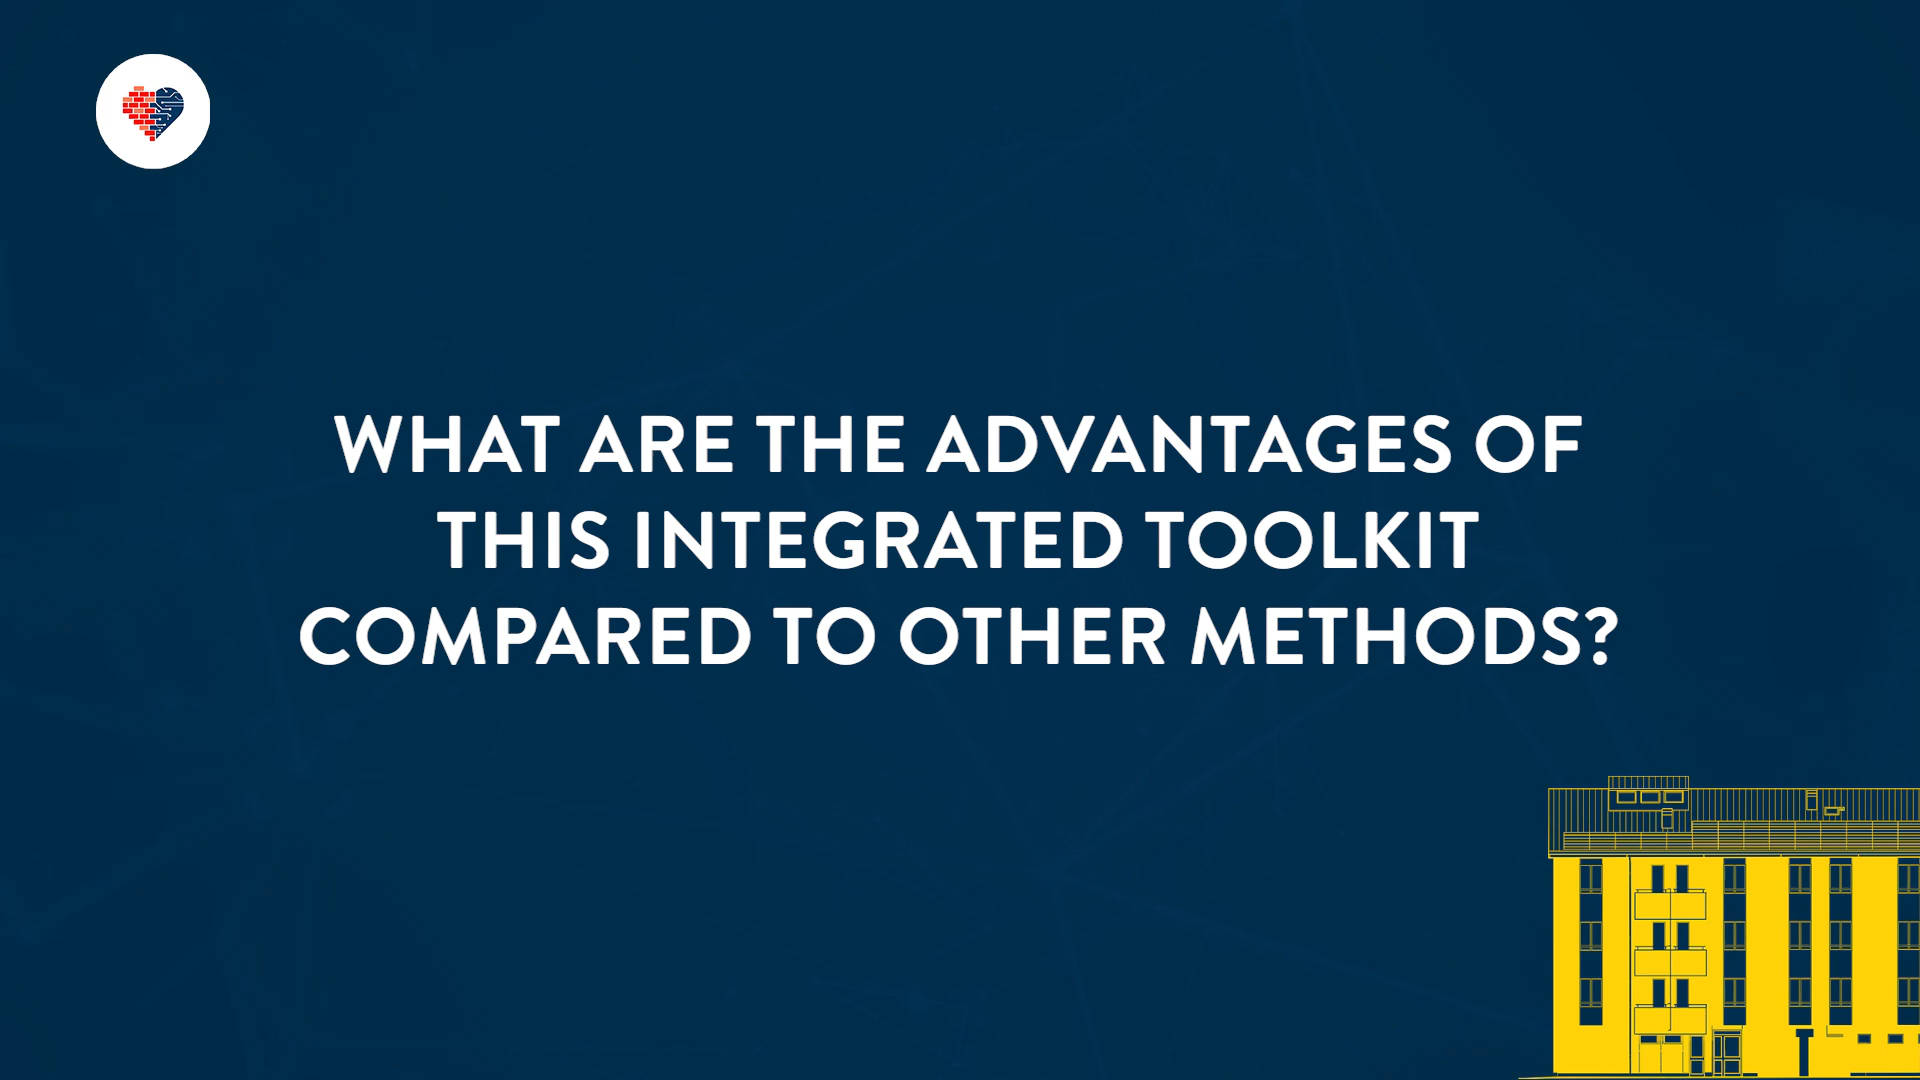 WHAT ARE THE ADVANTAGES OF
THIS INTEGRATED TOOLKIT
COMPARED TO OTHER METHODS?